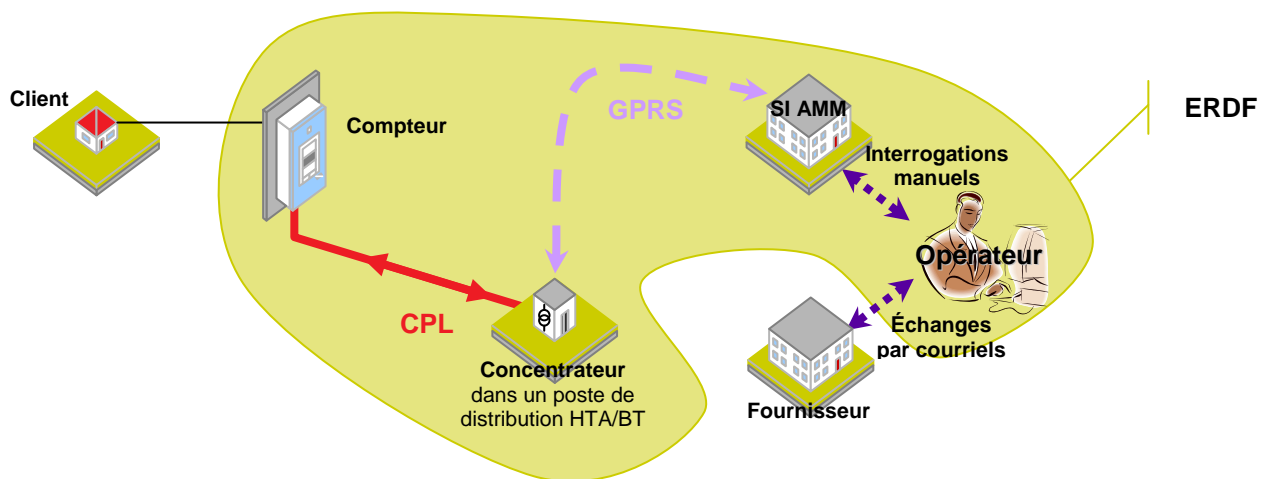 Client
Compteur
GPRS
SI AMM
ERDF
Interrogations
manuels
Opérateur
CPL
Échanges
par courriels
Concentrateur
dans un poste de
distribution HTA/BT
Fournisseur